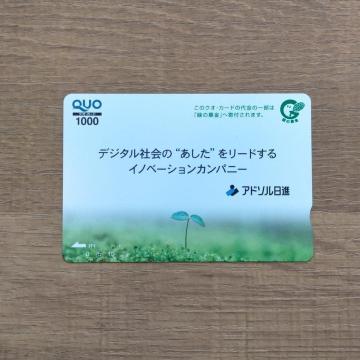 QUO
1000
このクオ・カードの代金の一部は
「緑の募金」へ寄付されます。
デジタル社会の“あした”をリードする
イノベーションカンパニー
アドソル日進